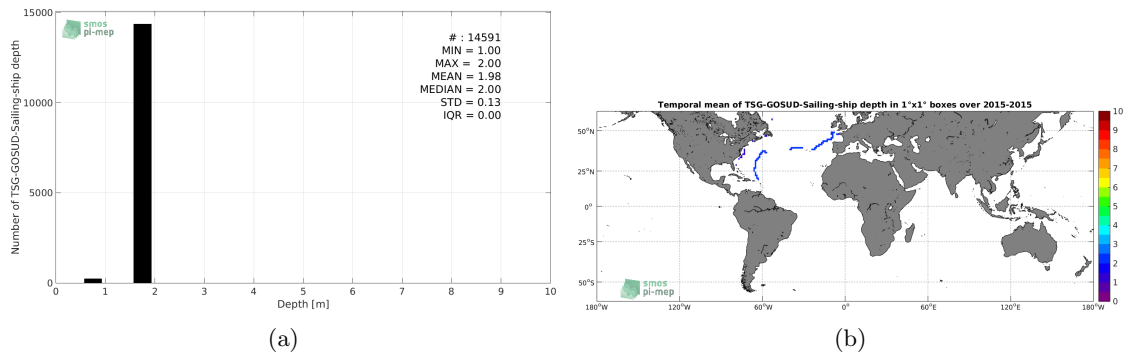 15000
10000
5000
0
Number of TSG-GOSUD-Sailing-ship depth
smos
pi-mep
# : 14591
MIN = 1.00
MAX = 2.00
MEAN = 1.98
MEDIAN = 2.00
STD = 0.13
IQR = 0.00
0 1 2 3 4 5 6 7 8 9 10
Depth [m]
(a)
Temporal mean of TSG-GOSUD-Sailing-ship depth in 1°x1° boxes over 2015-2015
50°N
25°N
0°
25°S
50°S
180°W 120°W 60°W 0° 60°E 120°E 180°W
smos
pi-mep
10
9
8
7
6
5
4
3
2
1
0
(b)